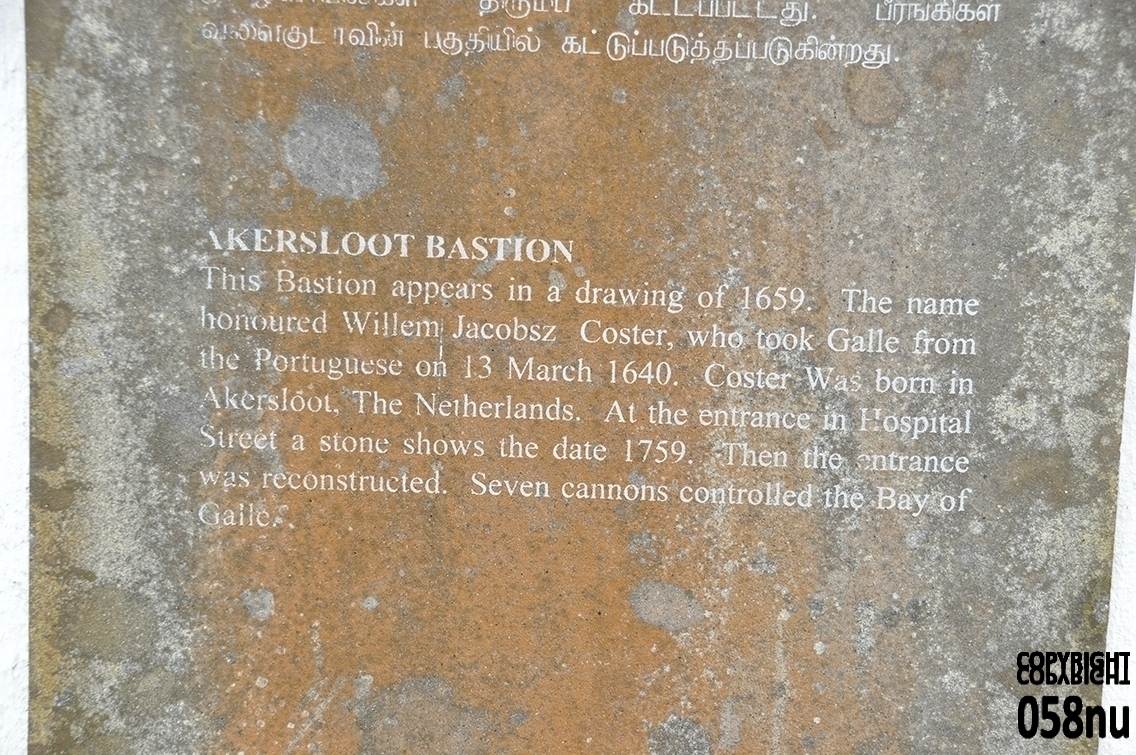 திரும்ப கட்டப்பட்டது. பீரங்கிகள்
பகுதியில் கட்டுப்படுத்தப்படுகின்றது.
AKERSLOOT BASTION
This Bastion appears in a drawing of 1659. The name
honoured Willem Jacobsz Coster, who took Galle from
the Portuguese on 13 March 1640. Coster Was born in
Akersloot, The Netherlands. At the entrance in Hospital
Street a stone shows the date 1759. Then the entrance
was reconstructed. Seven cannons controlled the Bay of
Galle.
COPYRIGHT
058nu